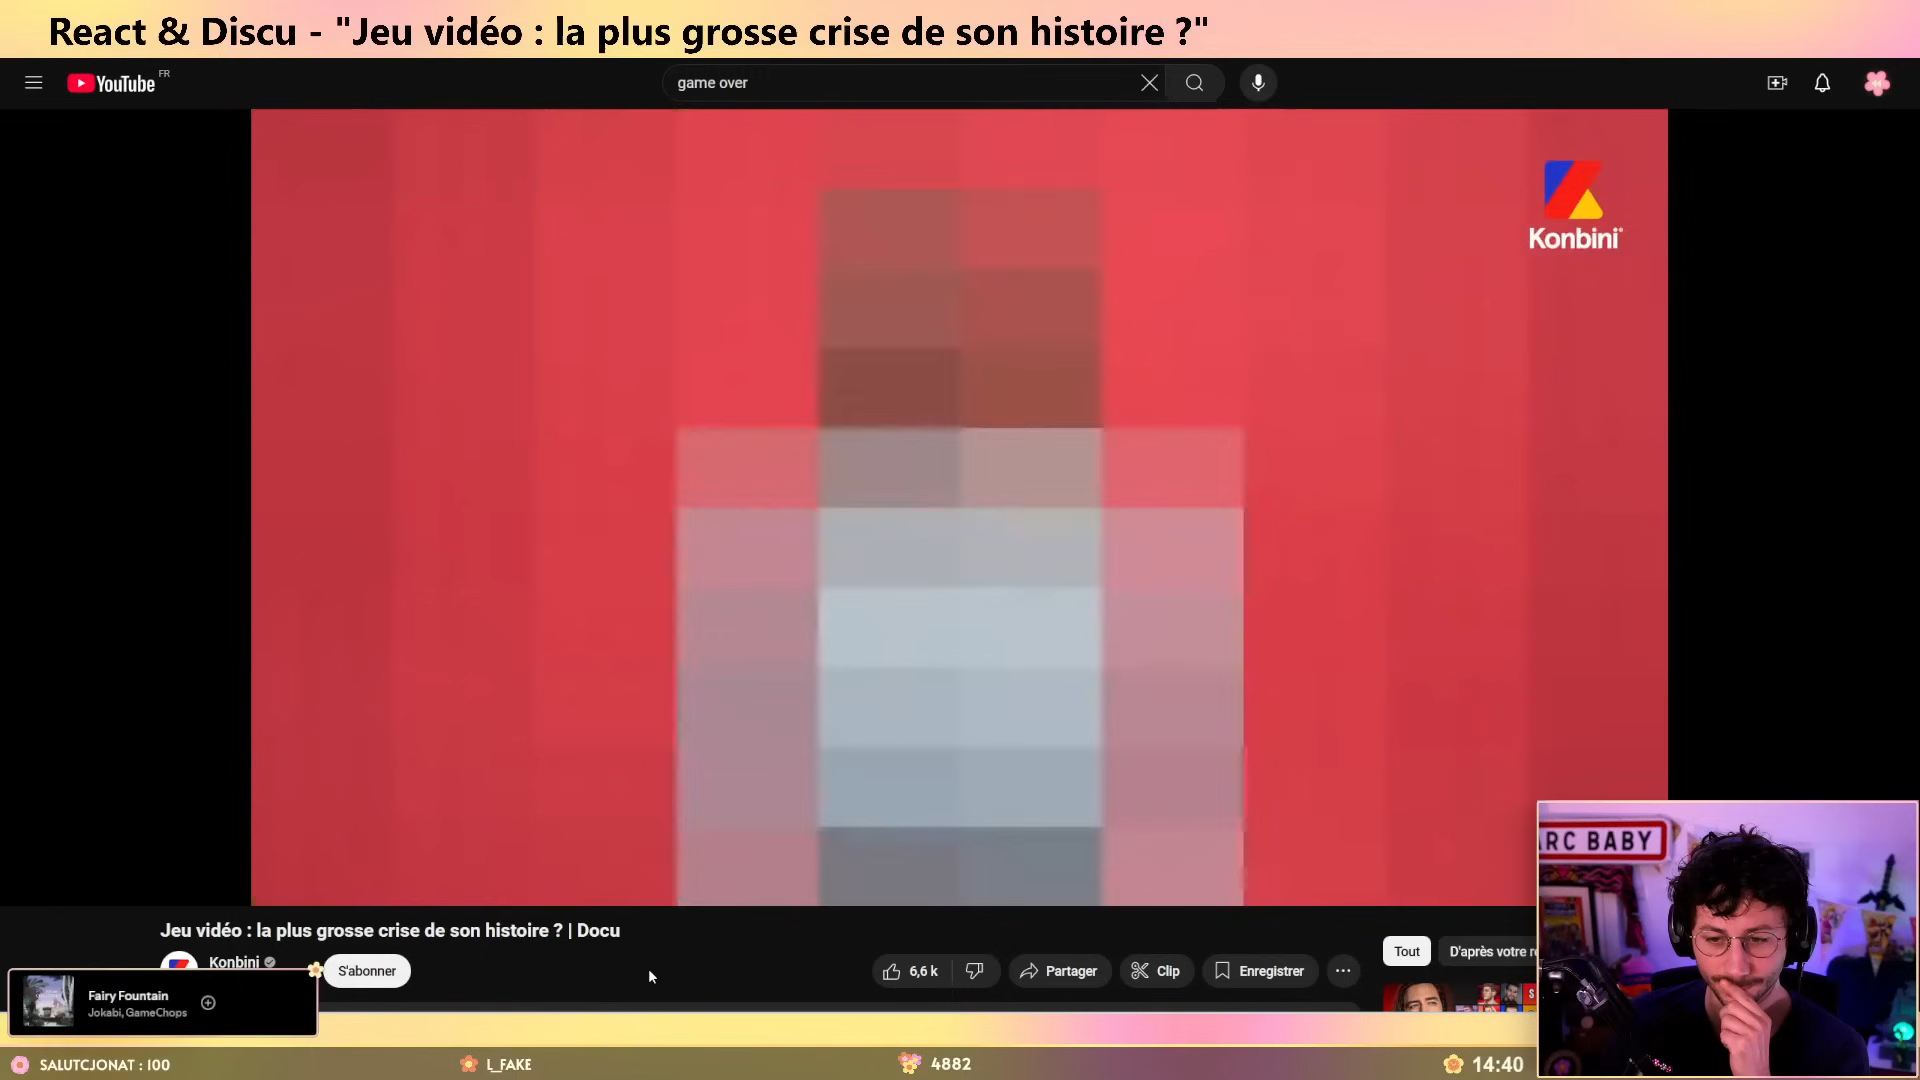 React & Discu - "Jeu vidéo : la plus grosse crise de son histoire ?"
YouTube FR
game over
Konbini
Jeu vidéo : la plus grosse crise de son histoire ? | Docu
Konbini
S'abonner
6,6 k
Partager
Clip
Enregistrer
Tout
D'après votre re
ARC BABY
Fairy Fountain
Jokabi, GameChops
SALUTCJONAT : 100
L_FAKE
4882
14:40